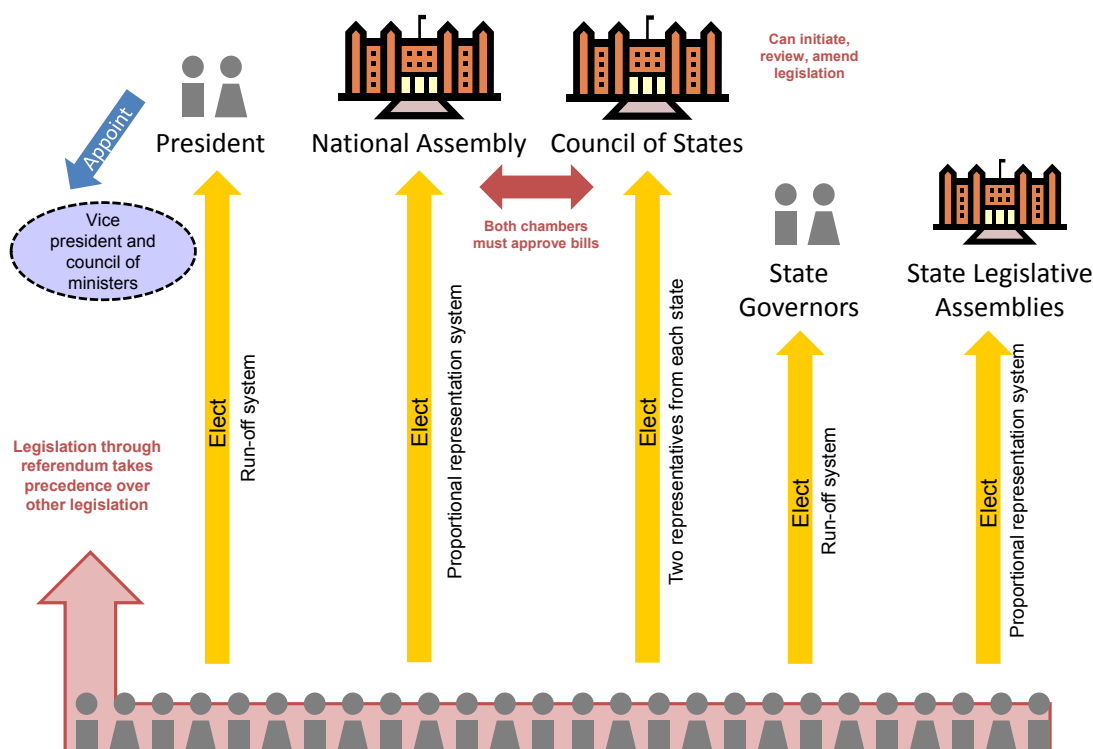 Can initiate,
review, amend
legislation
Appoint
President
National Assembly
Council of States
Vice
president and
council of
ministers
Both chambers
must approve bills
State
Governors
State Legislative
Assemblies
Legislation through
referendum takes
precedence over
other legislation
Elect
Run-off system
Elect
Proportional representation system
Elect
Two representatives from each state
Elect
Run-off system
Elect
Proportional representation system